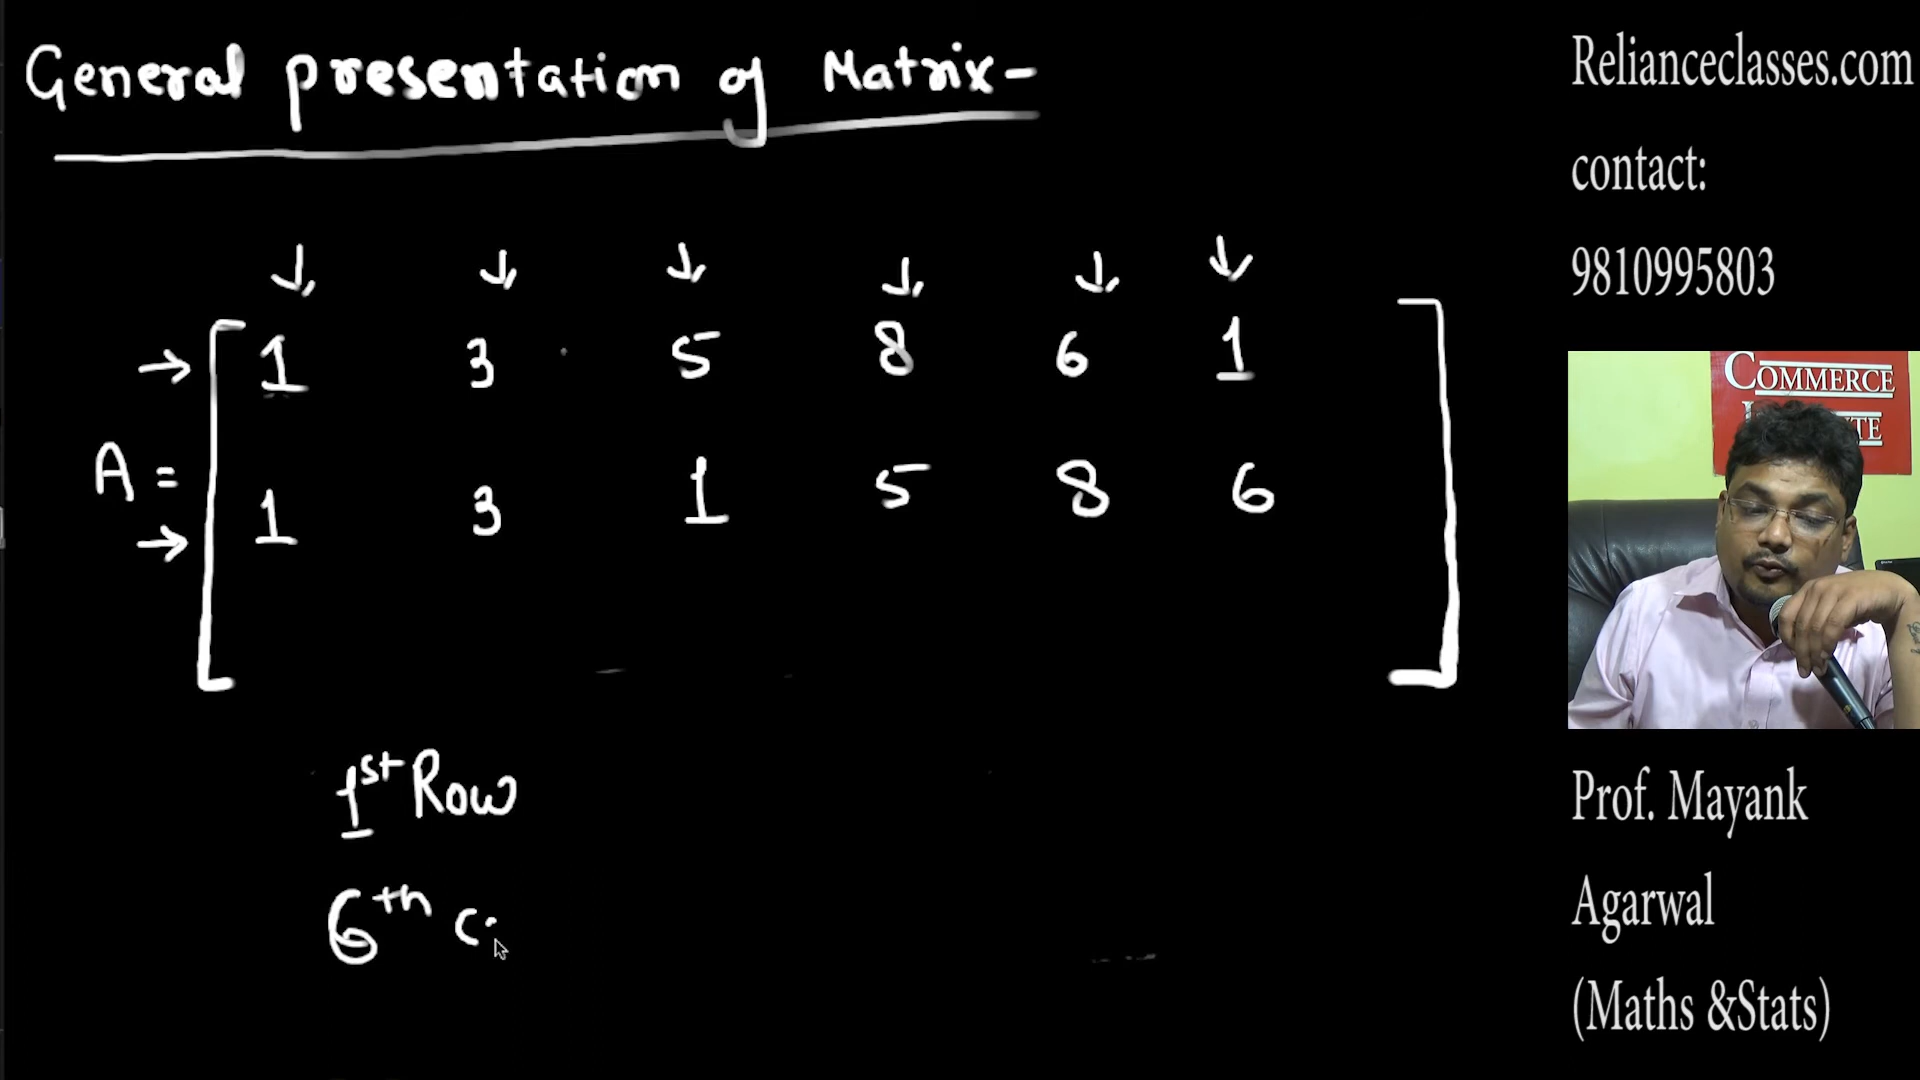 General presentation of Matrix-
↓ ↓ ↓ ↓ ↓ ↓
→ 1 3 5 8 6 1
A =
→ 1 3 1 5 8 6
1st Row
6th c
Relianceclasses.com
contact:
9810995803
COMMERCE
Prof. Mayank
Agarwal
(Maths &Stats)